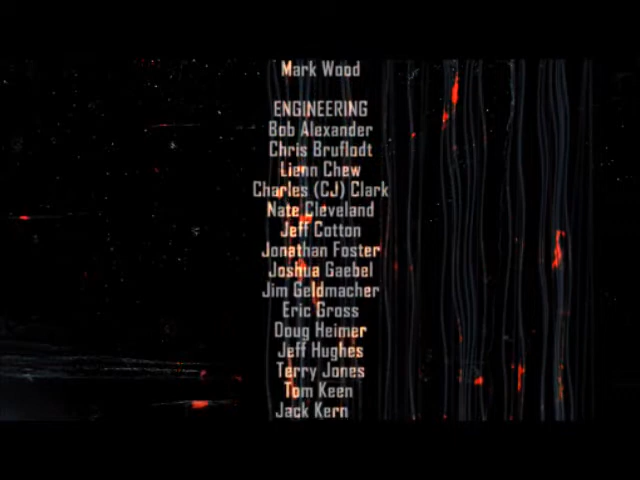 Mark Wood
ENGINEERING
Bob Alexander
Chris Bruflodt
Lienn Chew
Charles (CJ) Clark
Nate Cleveland
Jeff Cotton
Jonathan Foster
Joshua Gaebel
Jim Geldmacher
Eric Gross
Doug Heimer
Jeff Hughes
Terry Jones
Tom Keen
Jack Kern